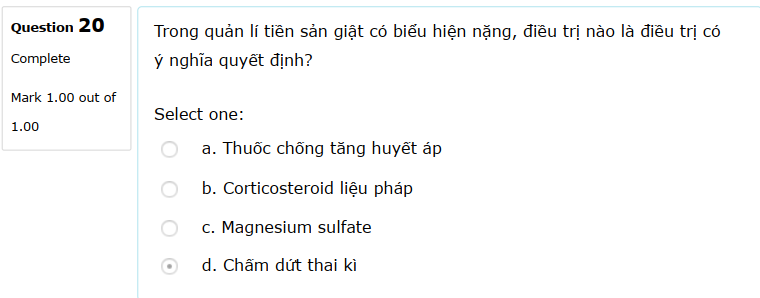 Question 20
Complete
Mark 1.00 out of
1.00
Trong quản lí tiền sản giật có biểu hiện nặng, điều trị nào là điều trị có
ý nghĩa quyết định?
Select one:
a. Thuốc chống tăng huyết áp
b. Corticosteroid liệu pháp
c. Magnesium sulfate
d. Chấm dứt thai kì